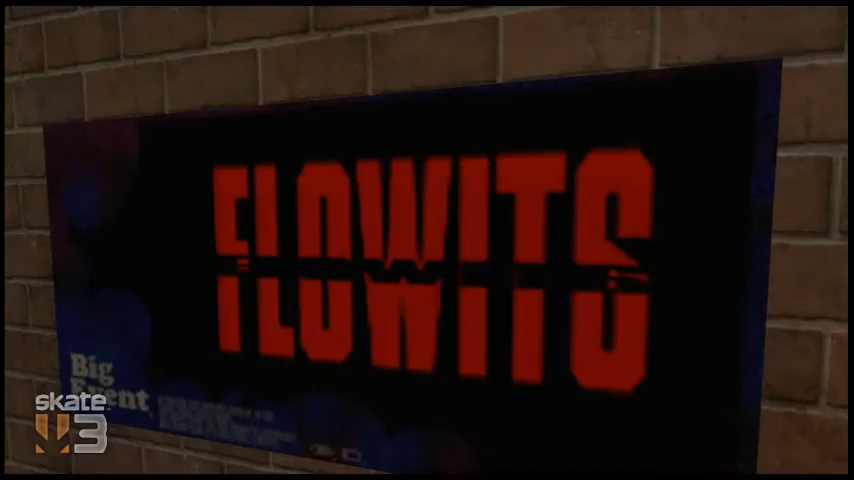 FLOWITS
Big
Event
skate
3